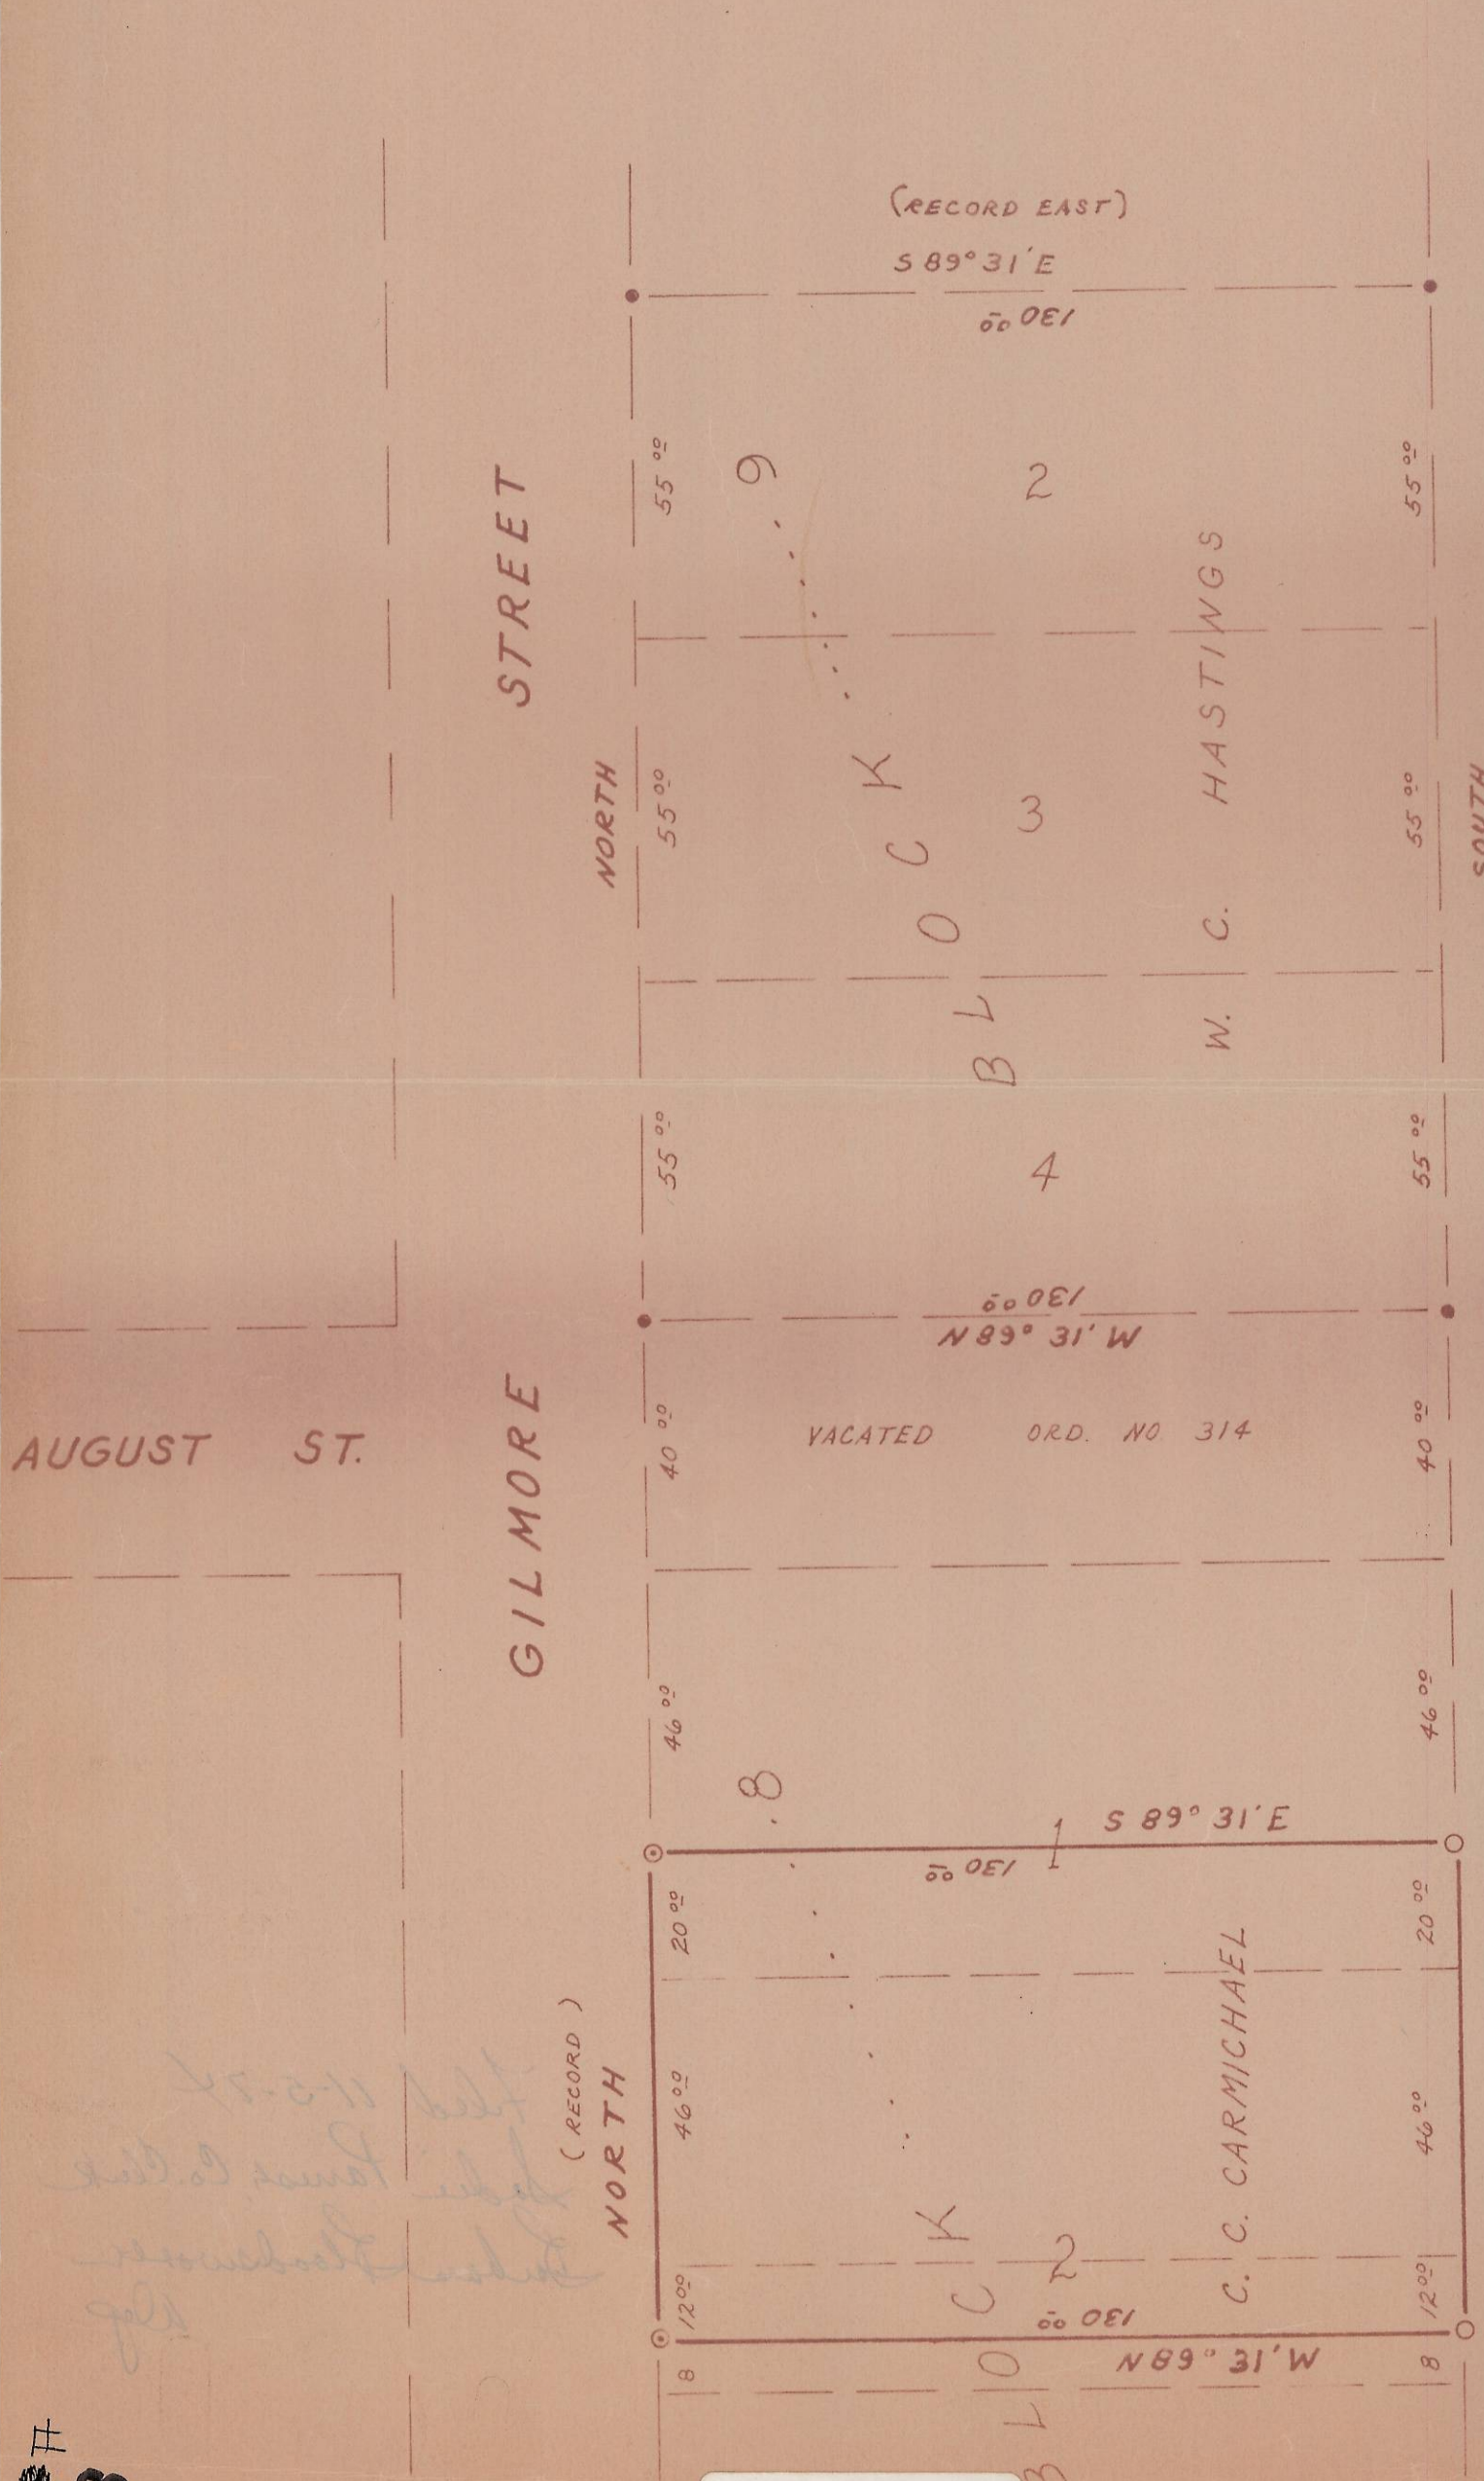 (RECORD EAST)
S 89° 31' E
130 00
55 00
9
2
55 00
STREET
HASTINGS
NORTH
55 00
BLOCK
3
55 00
SOUTH
W. C.
55 00
4
55 00
130 00
N 89° 31' W
AUGUST ST.
GILMORE
40 00
VACATED ORD. NO 314
40 00
46 00
46 00
8
S 89° 31' E
130 00
1
20 00
20 00
(RECORD)
NORTH
46 00
C. C. CARMICHAEL
46 00
BLOCK
2
12 00
12 00
130 00
N 89° 31' W
8
8
#